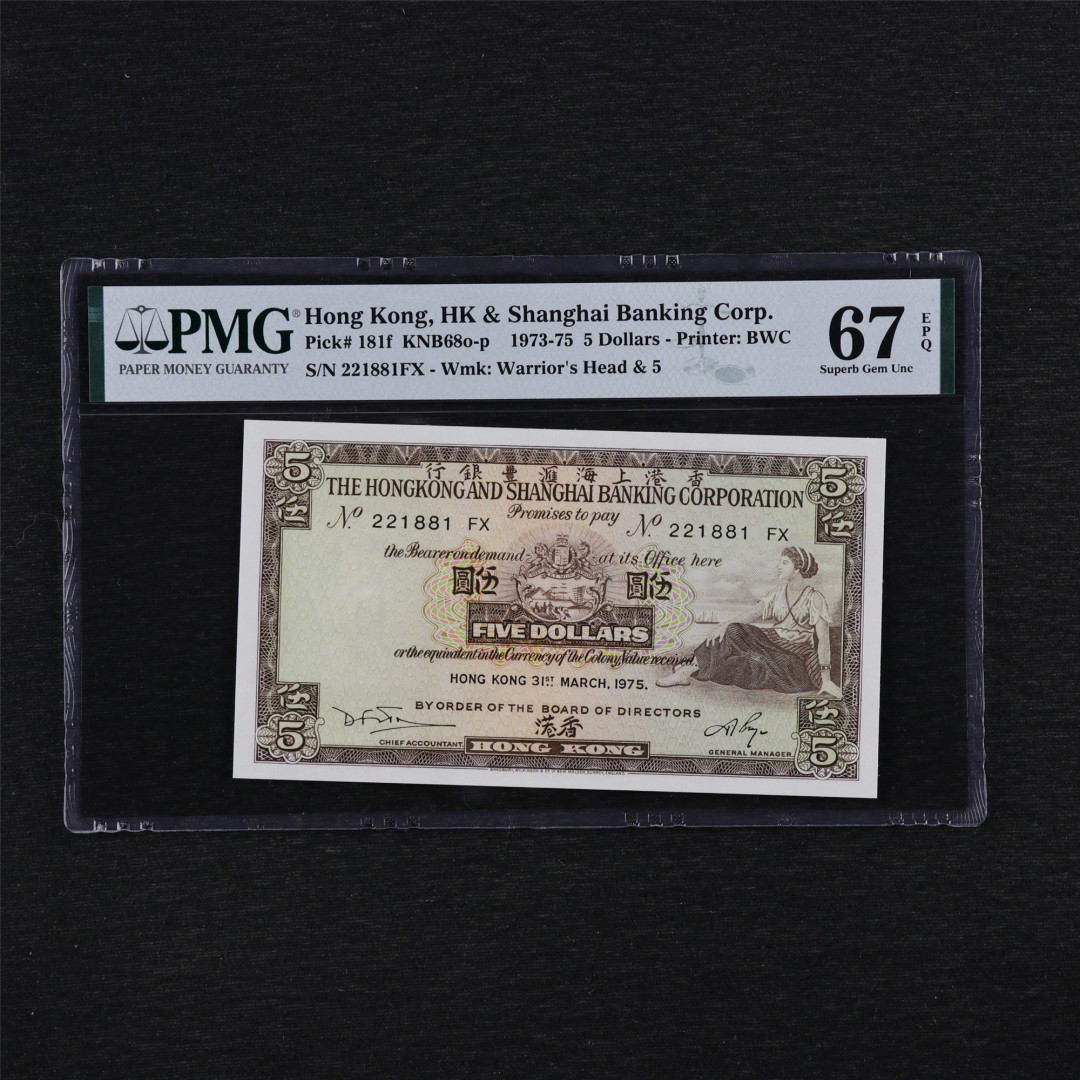 PMG®
PAPER MONEY GUARANTY
Hong Kong, HK & Shanghai Banking Corp.
Pick# 181f KNB68o-p 1973-75 5 Dollars - Printer: BWC
S/N 221881FX - Wmk: Warrior's Head & 5
67
EPQ
Superb Gem Unc
5 5
伍 伍
行銀豐滙海上港香
THE HONGKONG AND SHANGHAI BANKING CORPORATION
Promises to pay
No 221881 FX No 221881 FX
the Bearer on demand at its Office here
圓伍 圓伍
FIVE DOLLARS
or the equivalent in the Currency of the Colony, Value received
HONG KONG 31ST MARCH, 1975.
BY ORDER OF THE BOARD OF DIRECTORS
港香
伍 伍
5 5
CHIEF ACCOUNTANT. HONG KONG GENERAL MANAGER.